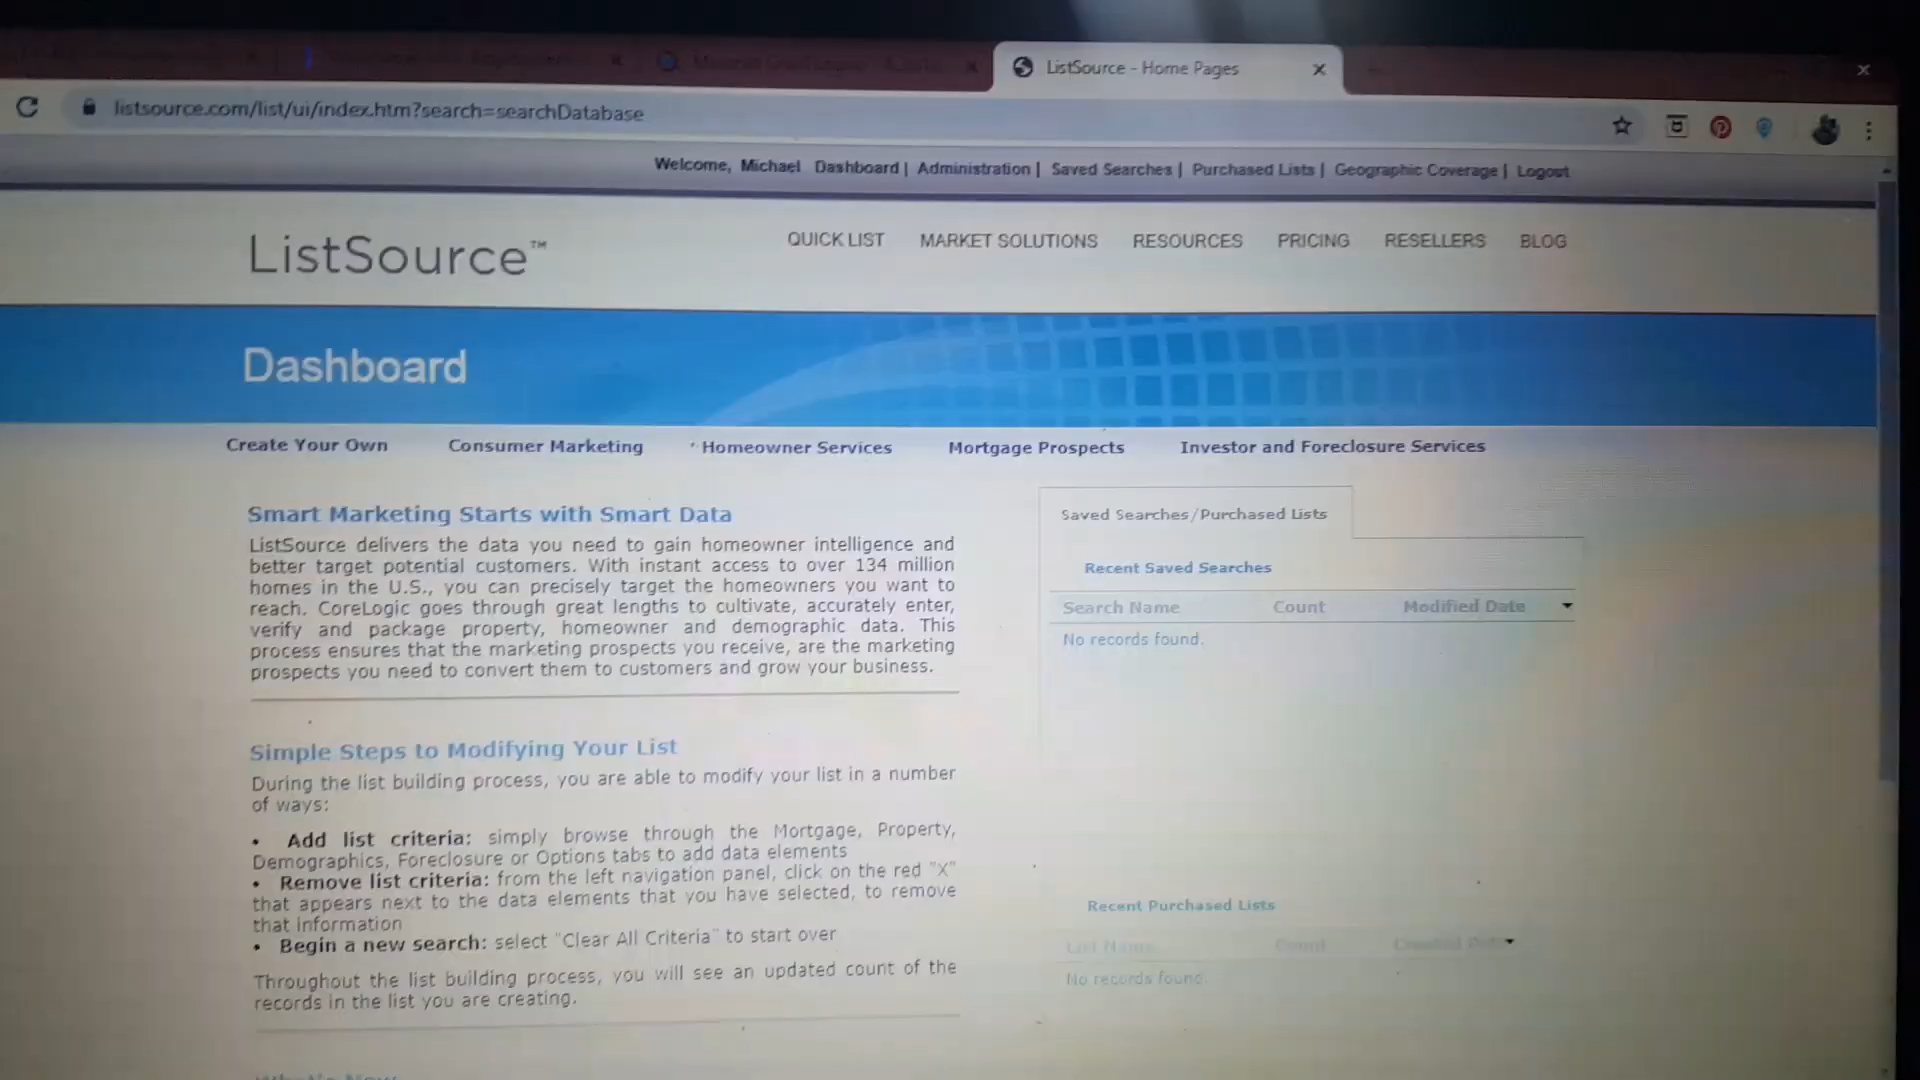 ListSource - Home Pages
listsource.com/list/ui/index.htm?search=searchDatabase
Welcome, Michael Dashboard | Administration | Saved Searches | Purchased Lists | Geographic Coverage | Logout
ListSource™
QUICK LIST MARKET SOLUTIONS RESOURCES PRICING RESELLERS BLOG
Dashboard
Create Your Own Consumer Marketing Homeowner Services Mortgage Prospects Investor and Foreclosure Services
Smart Marketing Starts with Smart Data
ListSource delivers the data you need to gain homeowner intelligence and
better target potential customers. With instant access to over 134 million
homes in the U.S., you can precisely target the homeowners you want to
reach. CoreLogic goes through great lengths to cultivate, accurately enter,
verify and package property, homeowner and demographic data. This
process ensures that the marketing prospects you receive, are the marketing
prospects you need to convert them to customers and grow your business.
Simple Steps to Modifying Your List
During the list building process, you are able to modify your list in a number
of ways:
• Add list criteria: simply browse through the Mortgage, Property,
Demographics, Foreclosure or Options tabs to add data elements
• Remove list criteria: from the left navigation panel, click on the red "X"
that appears next to the data elements that you have selected, to remove
that information
• Begin a new search: select "Clear All Criteria" to start over
Throughout the list building process, you will see an updated count of the
records in the list you are creating.
Saved Searches/Purchased Lists
Recent Saved Searches
Search Name Count Modified Date
No records found.
Recent Purchased Lists
List Name Count Created Date
No records found.